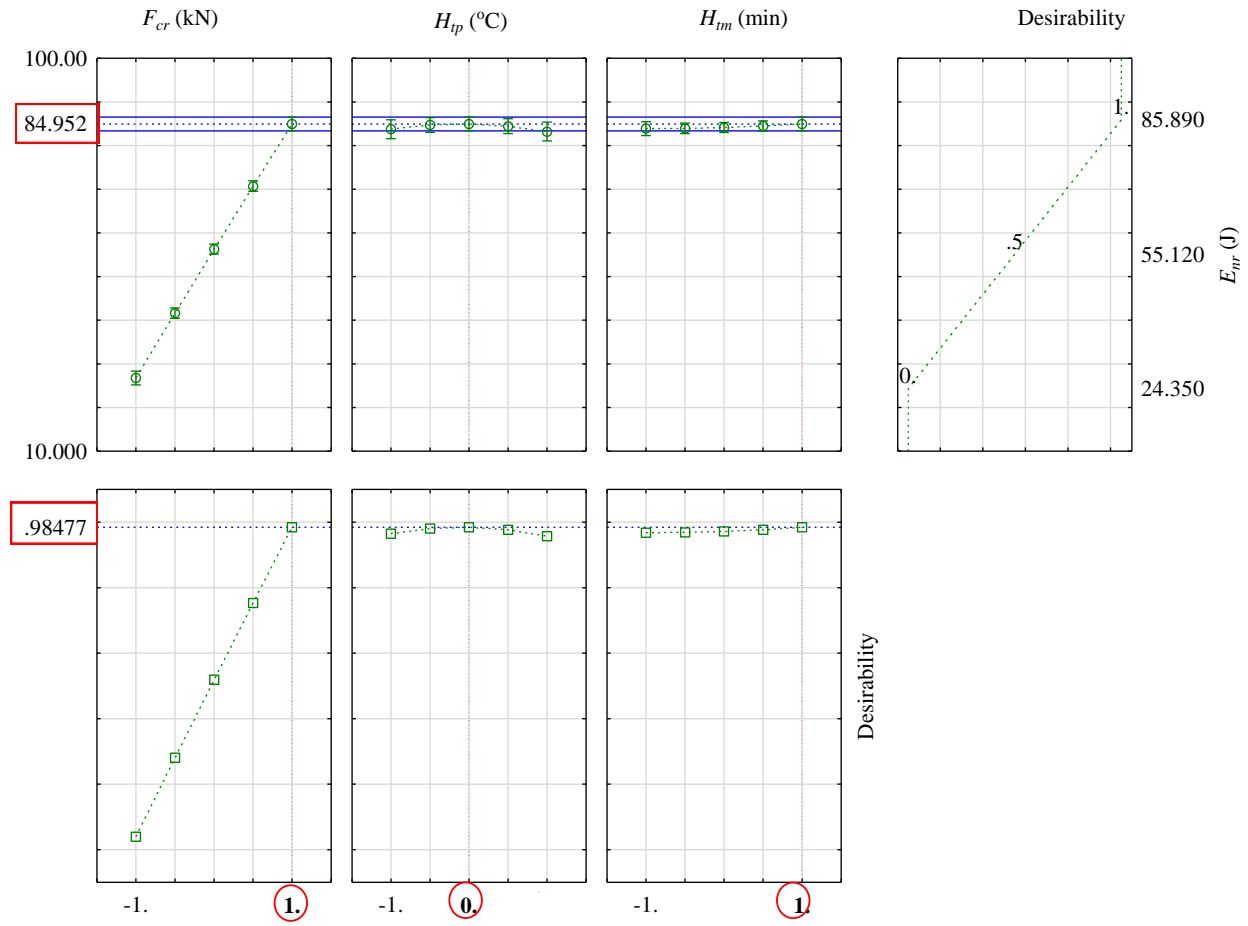 F_cr (kN) H_tp (°C) H_tm (min) Desirability
100.00
84.952
10.000
1.
.5
0.
85.890
55.120
24.350
E_nr (J)
.98477
Desirability
-1. 1. -1. 0. -1. 1.